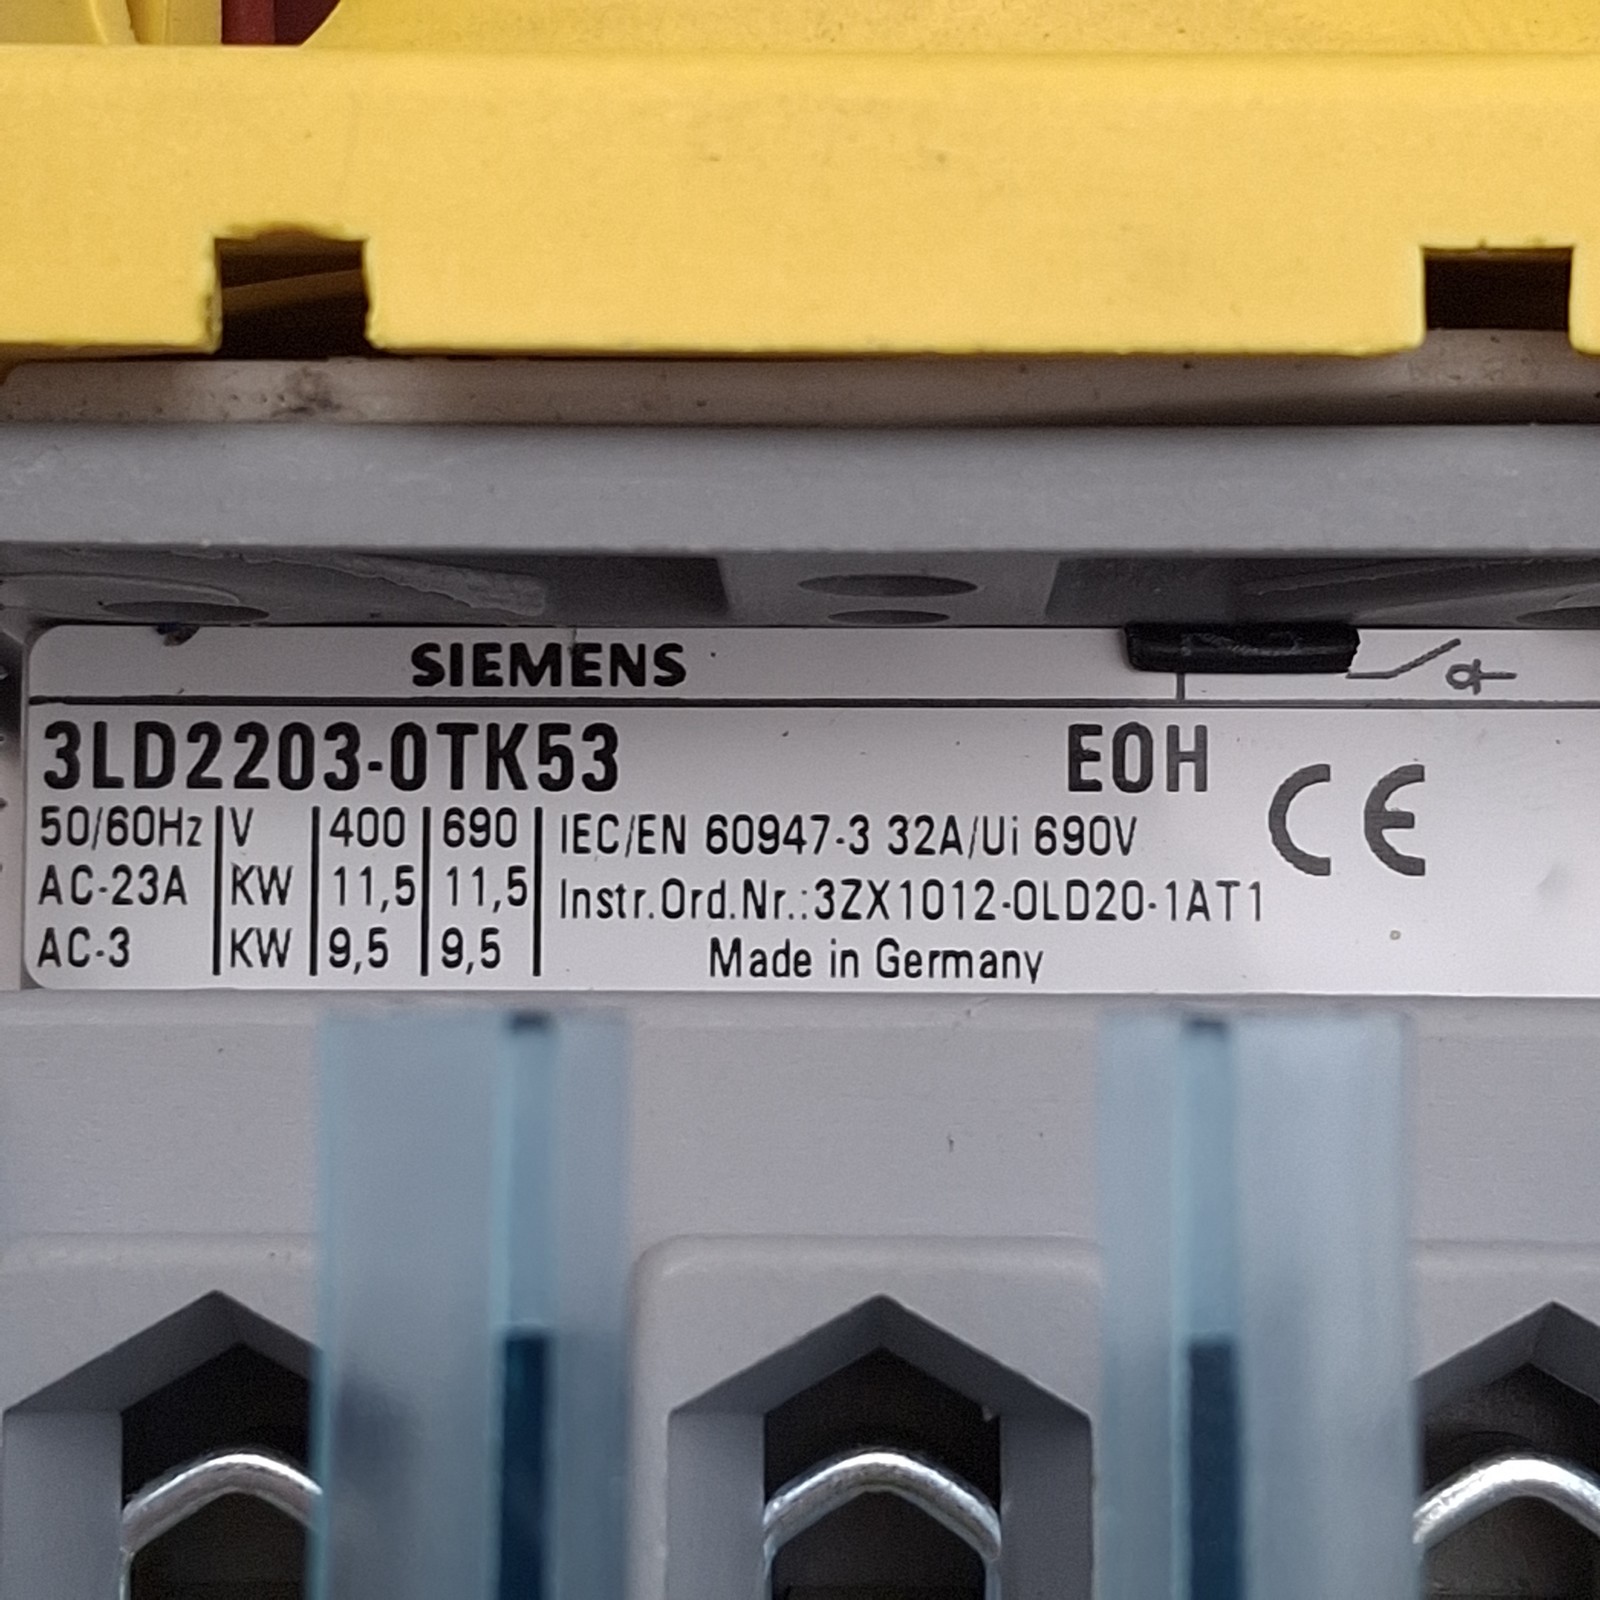 SIEMENS
3LD2203-0TK53 E0H
CE
50/60Hz V 400 690
AC-23A KW 11,5 11,5
AC-3 KW 9,5 9,5
IEC/EN 60947-3 32A/Ui 690V
Instr.Ord.Nr.:3ZX1012-0LD20-1AT1
Made in Germany